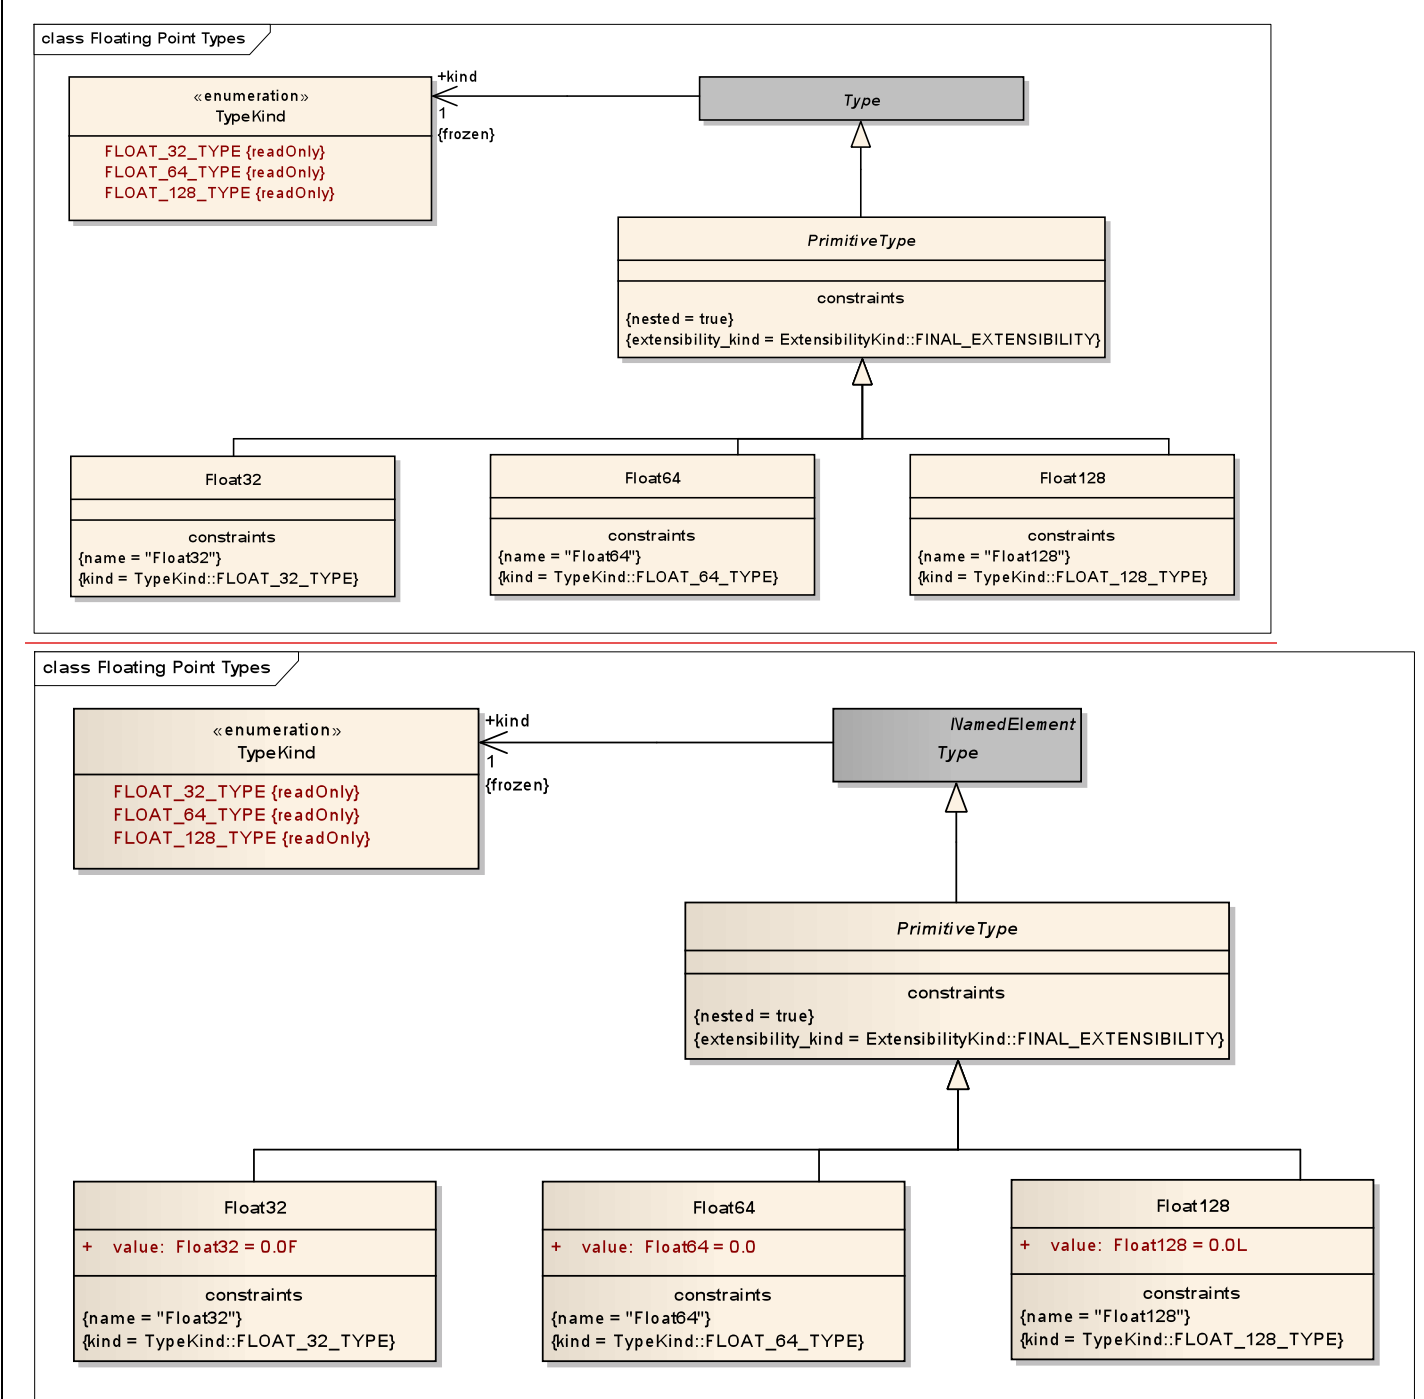 class Floating Point Types
«enumeration»
TypeKind
FLOAT_32_TYPE {readOnly}
FLOAT_64_TYPE {readOnly}
FLOAT_128_TYPE {readOnly}
+kind
1
{frozen}
Type
PrimitiveType
constraints
{nested = true}
{extensibility_kind = ExtensibilityKind::FINAL_EXTENSIBILITY}
Float32
constraints
{name = "Float32"}
{kind = TypeKind::FLOAT_32_TYPE}
Float64
constraints
{name = "Float64"}
{kind = TypeKind::FLOAT_64_TYPE}
Float128
constraints
{name = "Float128"}
{kind = TypeKind::FLOAT_128_TYPE}
class Floating Point Types
«enumeration»
TypeKind
FLOAT_32_TYPE {readOnly}
FLOAT_64_TYPE {readOnly}
FLOAT_128_TYPE {readOnly}
+kind
1
{frozen}
NamedElement
Type
PrimitiveType
constraints
{nested = true}
{extensibility_kind = ExtensibilityKind::FINAL_EXTENSIBILITY}
Float32
+ value: Float32 = 0.0F
constraints
{name = "Float32"}
{kind = TypeKind::FLOAT_32_TYPE}
Float64
+ value: Float64 = 0.0
constraints
{name = "Float64"}
{kind = TypeKind::FLOAT_64_TYPE}
Float128
+ value: Float128 = 0.0L
constraints
{name = "Float128"}
{kind = TypeKind::FLOAT_128_TYPE}